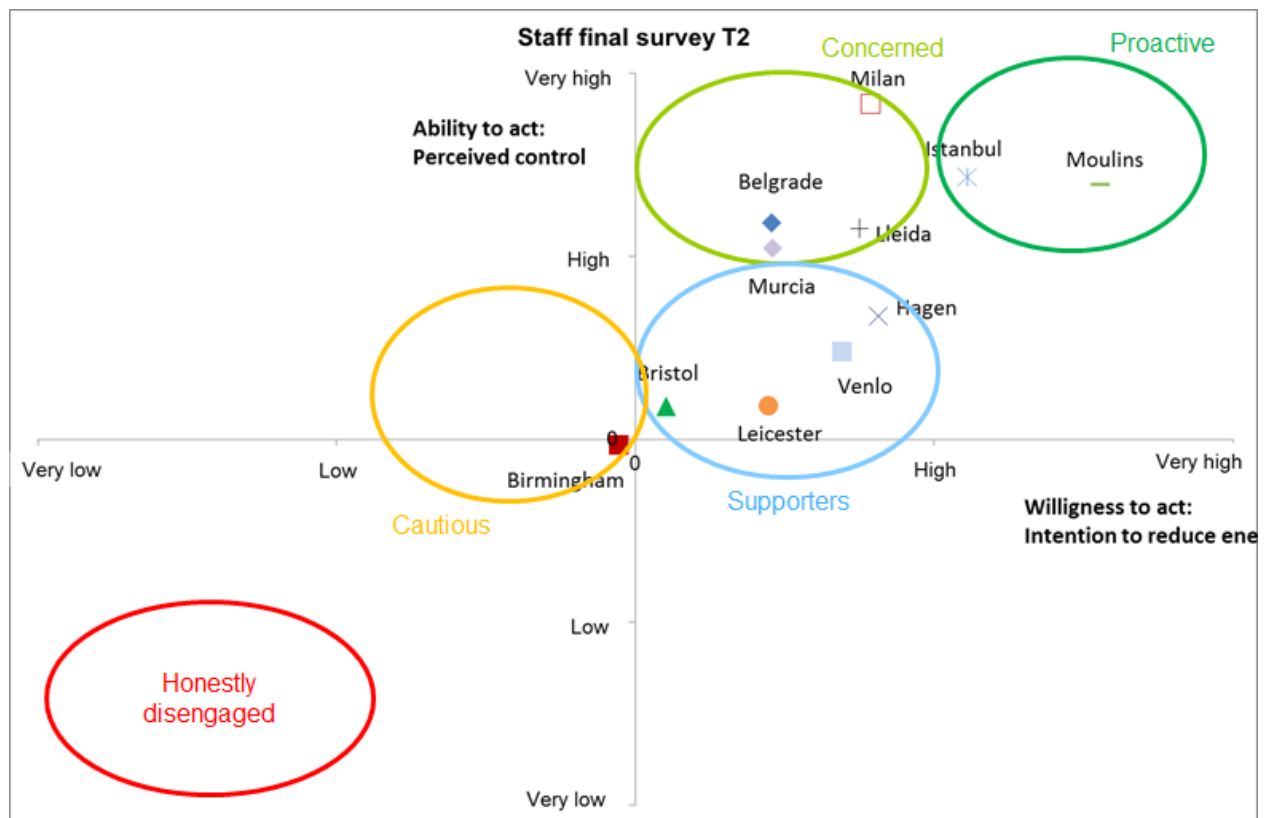 Staff final survey T2
Concerned
Proactive
Very high
Milan
Ability to act:
Perceived control
Istanbul
Moulins
Belgrade
Lleida
High
Murcia
Hagen
Bristol
Venlo
Leicester
0
Very low
Low
0
High
Very high
Birmingham
Cautious
Supporters
Willigness to act:
Intention to reduce ene
Low
Honestly
disengaged
Very low